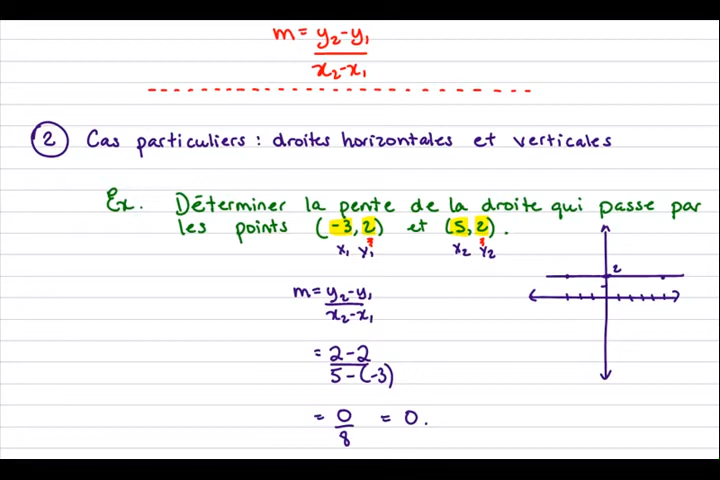 m = y₂-y₁
x₂-x₁
② Cas particuliers : droites horizontales et verticales
Ex. Déterminer la pente de la droite qui passe par
les points (-3, 2) et (5, 2).
x₁ y₁ x₂ y₂
2
m = y₂-y₁
x₂-x₁
= 2-2
5-(-3)
= 0 = 0.
8